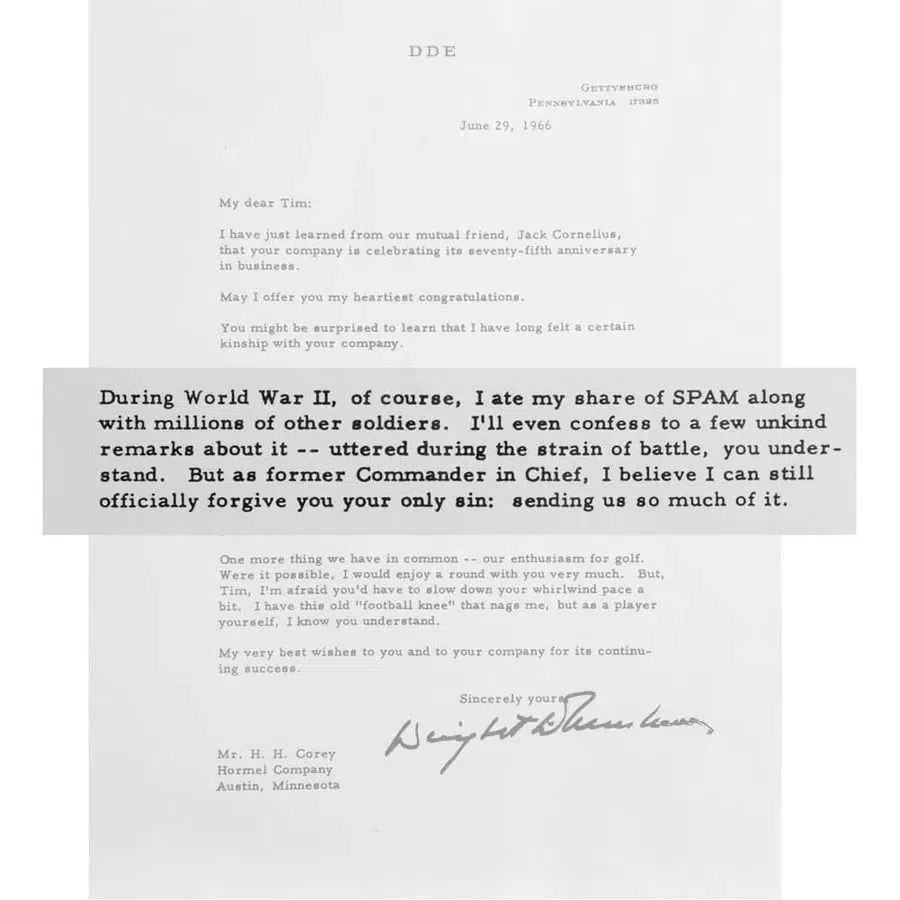 DDE
GETTYSBURG
PENNSYLVANIA 17325
June 29, 1966
My dear Tim:
I have just learned from our mutual friend, Jack Cornelius,
that your company is celebrating its seventy-fifth anniversary
in business.
May I offer you my heartiest congratulations.
You might be surprised to learn that I have long felt a certain
kinship with your company.
During World War II, of course, I ate my share of SPAM along
with millions of other soldiers. I'll even confess to a few unkind
remarks about it -- uttered during the strain of battle, you under-
stand. But as former Commander in Chief, I believe I can still
officially forgive you your only sin: sending us so much of it.
One more thing we have in common -- our enthusiasm for golf.
Were it possible, I would enjoy a round with you very much. But,
Tim, I'm afraid you'd have to slow down your whirlwind pace a
bit. I have this old "football knee" that nags me, but as a player
yourself, I know you understand.
My very best wishes to you and to your company for its continu-
ing success.
Sincerely yours,
Dwight D Eisenhower
Mr. H. H. Corey
Hormel Company
Austin, Minnesota